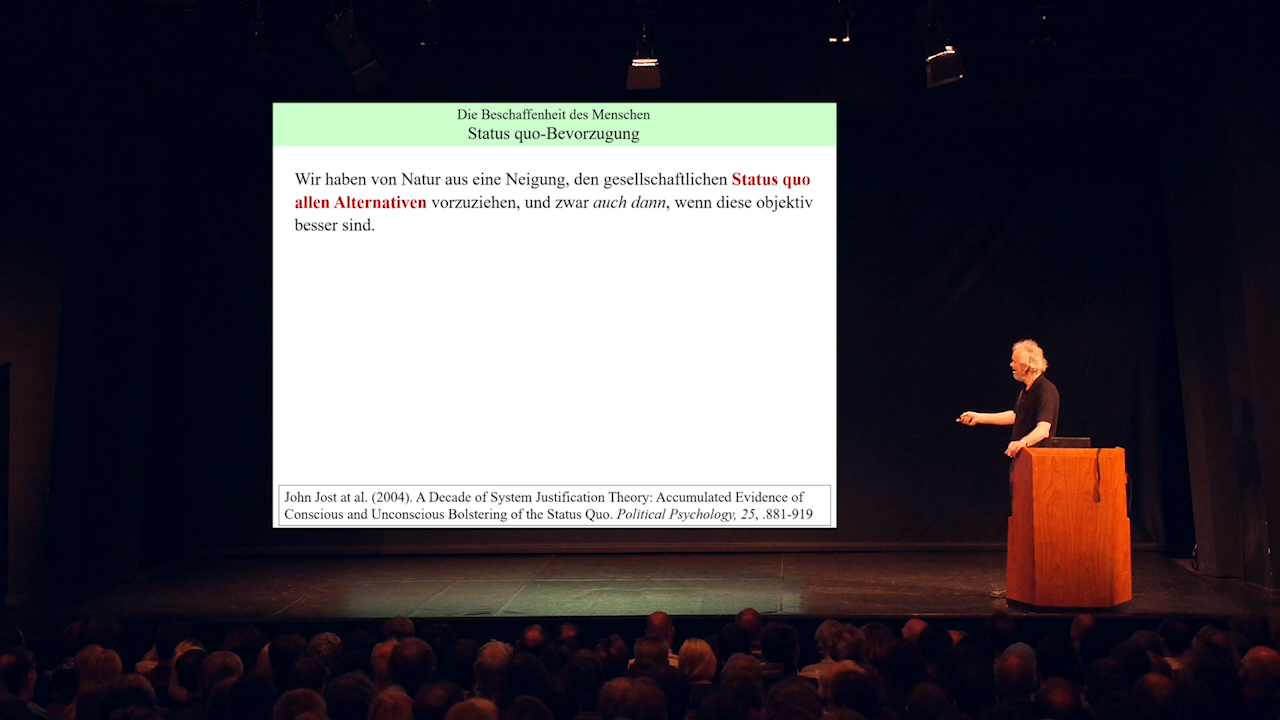 Die Beschaffenheit des Menschen
Status quo-Bevorzugung
Wir haben von Natur aus eine Neigung, den gesellschaftlichen Status quo
allen Alternativen vorzuziehen, und zwar auch dann, wenn diese objektiv
besser sind.
John Jost at al. (2004). A Decade of System Justification Theory: Accumulated Evidence of
Conscious and Unconscious Bolstering of the Status Quo. Political Psychology, 25, .881-919